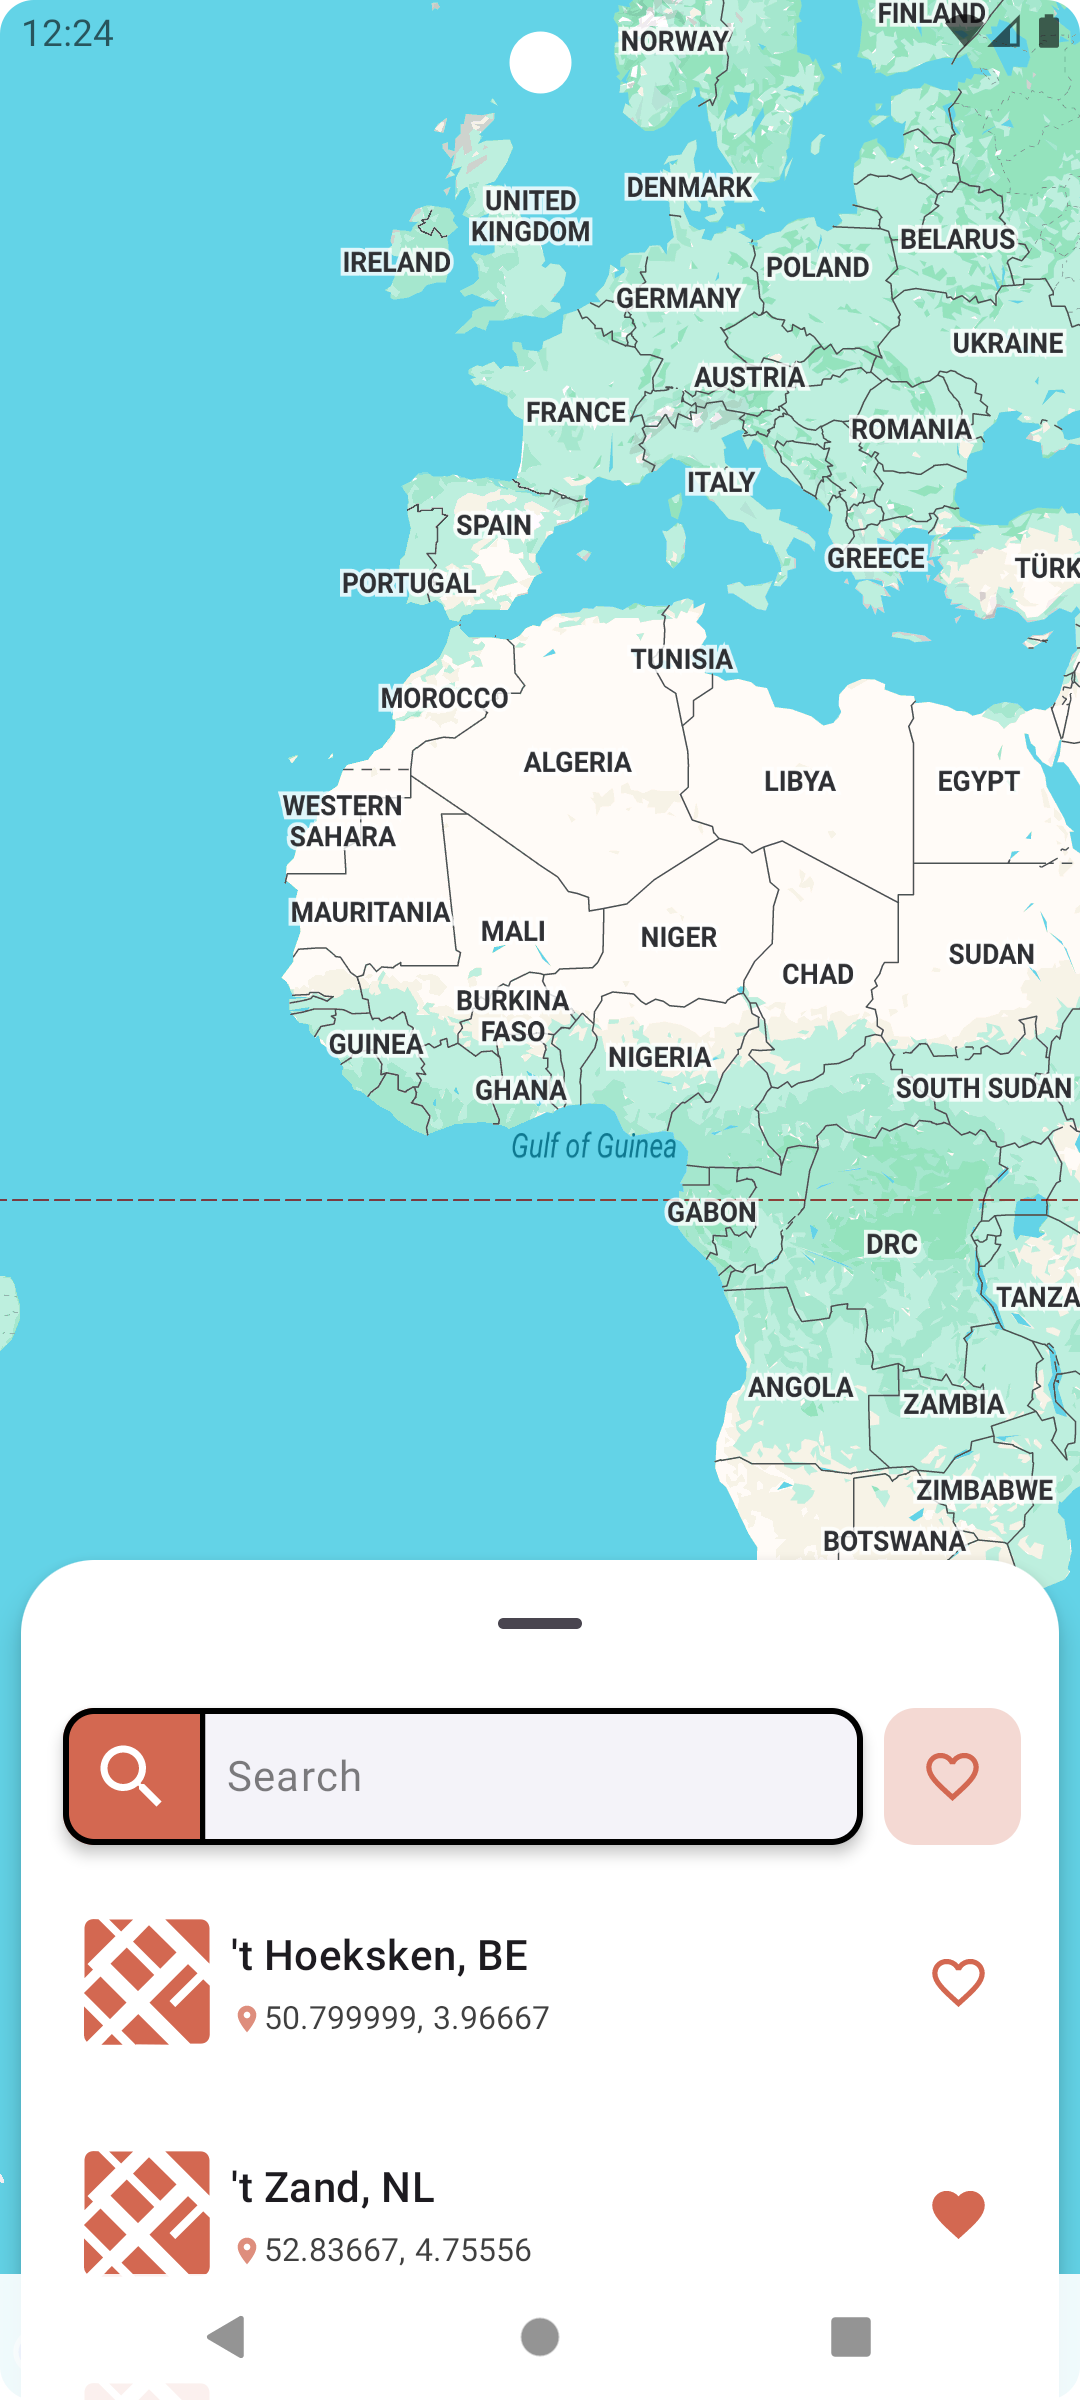 12:24
FINLAND
NORWAY
DENMARK
UNITED
KINGDOM
IRELAND
BELARUS
POLAND
GERMANY
UKRAINE
AUSTRIA
FRANCE
ROMANIA
ITALY
SPAIN
GREECE
TÜRK
PORTUGAL
TUNISIA
MOROCCO
ALGERIA
LIBYA
EGYPT
WESTERN
SAHARA
MAURITANIA
MALI
NIGER
SUDAN
CHAD
BURKINA
FASO
GUINEA
NIGERIA
GHANA
SOUTH SUDAN
Gulf of Guinea
GABON
DRC
TANZA
ANGOLA
ZAMBIA
ZIMBABWE
BOTSWANA
Search
't Hoeksken, BE
50.799999, 3.96667
't Zand, NL
52.83667, 4.75556